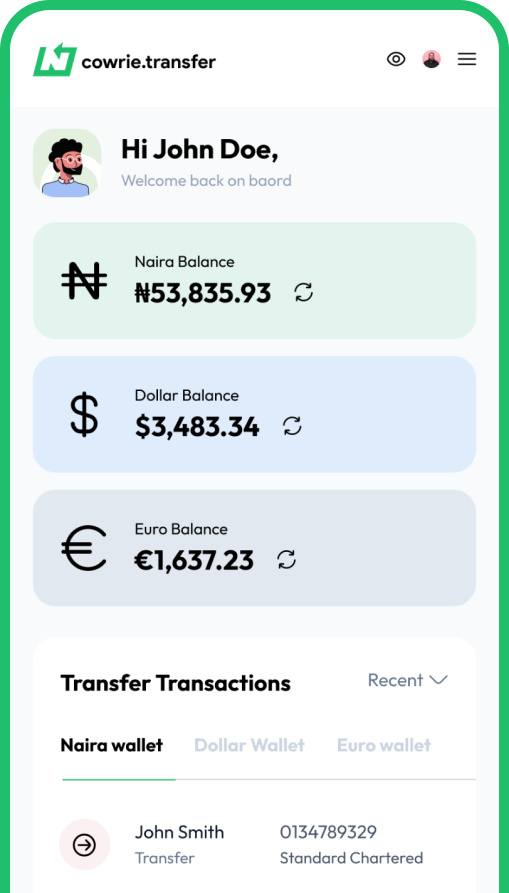 cowrie.transfer
Hi John Doe,
Welcome back on baord
Naira Balance
₦53,835.93
Dollar Balance
$3,483.34
Euro Balance
€1,637.23
Transfer Transactions
Recent
Naira wallet Dollar Wallet Euro wallet
John Smith 0134789329
Transfer Standard Chartered